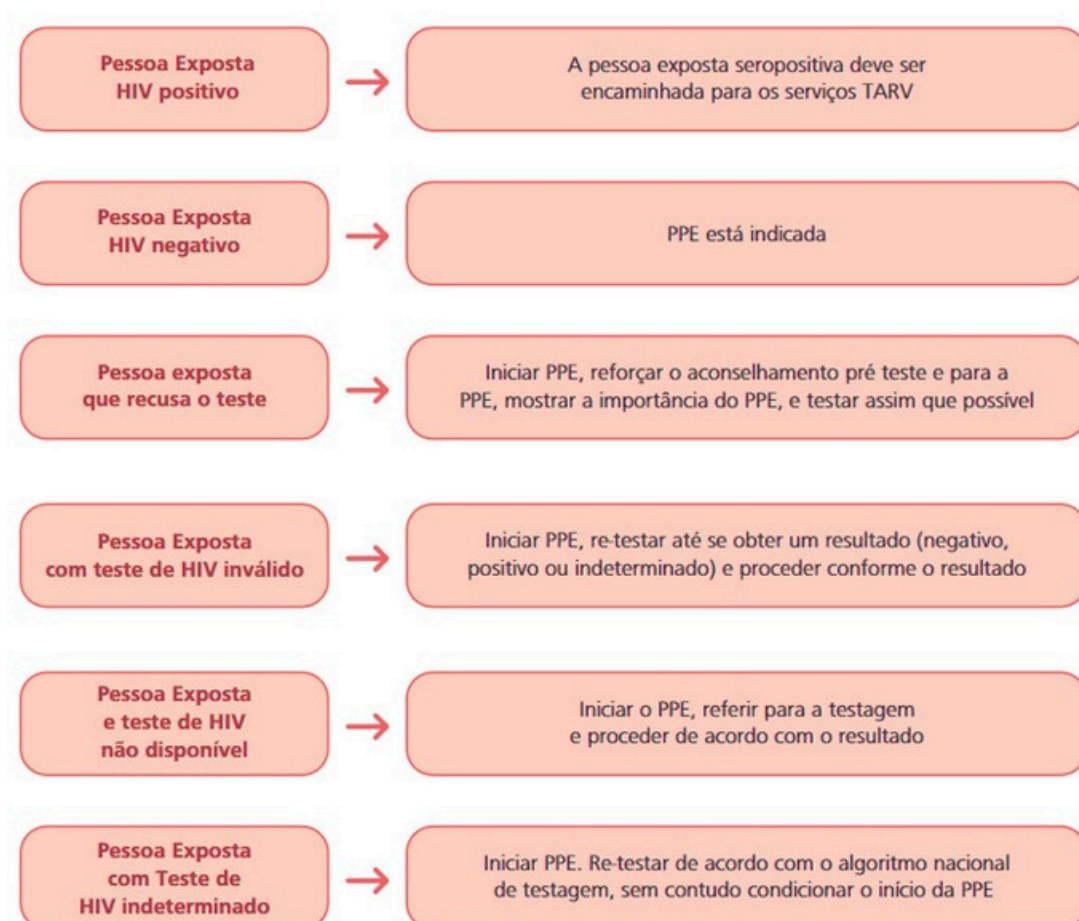 Pessoa Exposta
HIV positivo
A pessoa exposta seropositiva deve ser
encaminhada para os serviços TARV
Pessoa Exposta
HIV negativo
PPE está indicada
Pessoa exposta
que recusa o teste
Iniciar PPE, reforçar o aconselhamento pré teste e para a
PPE, mostrar a importância do PPE, e testar assim que possível
Pessoa Exposta
com teste de HIV inválido
Iniciar PPE, re-testar até se obter um resultado (negativo,
positivo ou indeterminado) e proceder conforme o resultado
Pessoa Exposta
e teste de HIV
não disponível
Iniciar o PPE, referir para a testagem
e proceder de acordo com o resultado
Pessoa Exposta
com Teste de
HIV indeterminado
Iniciar PPE. Re-testar de acordo com o algoritmo nacional
de testagem, sem contudo condicionar o início da PPE